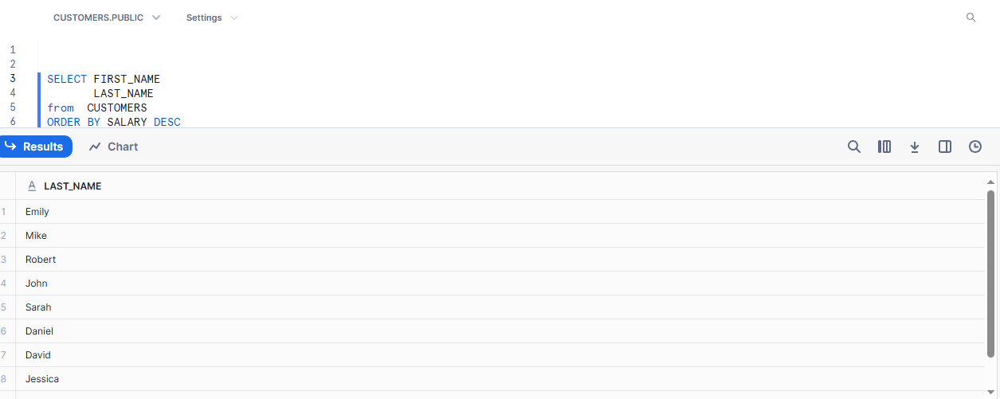 CUSTOMERS.PUBLIC Settings
1
2
3 SELECT FIRST_NAME
4 LAST_NAME
5 from CUSTOMERS
6 ORDER BY SALARY DESC
Results Chart
A LAST_NAME
1 Emily
2 Mike
3 Robert
4 John
5 Sarah
6 Daniel
7 David
8 Jessica